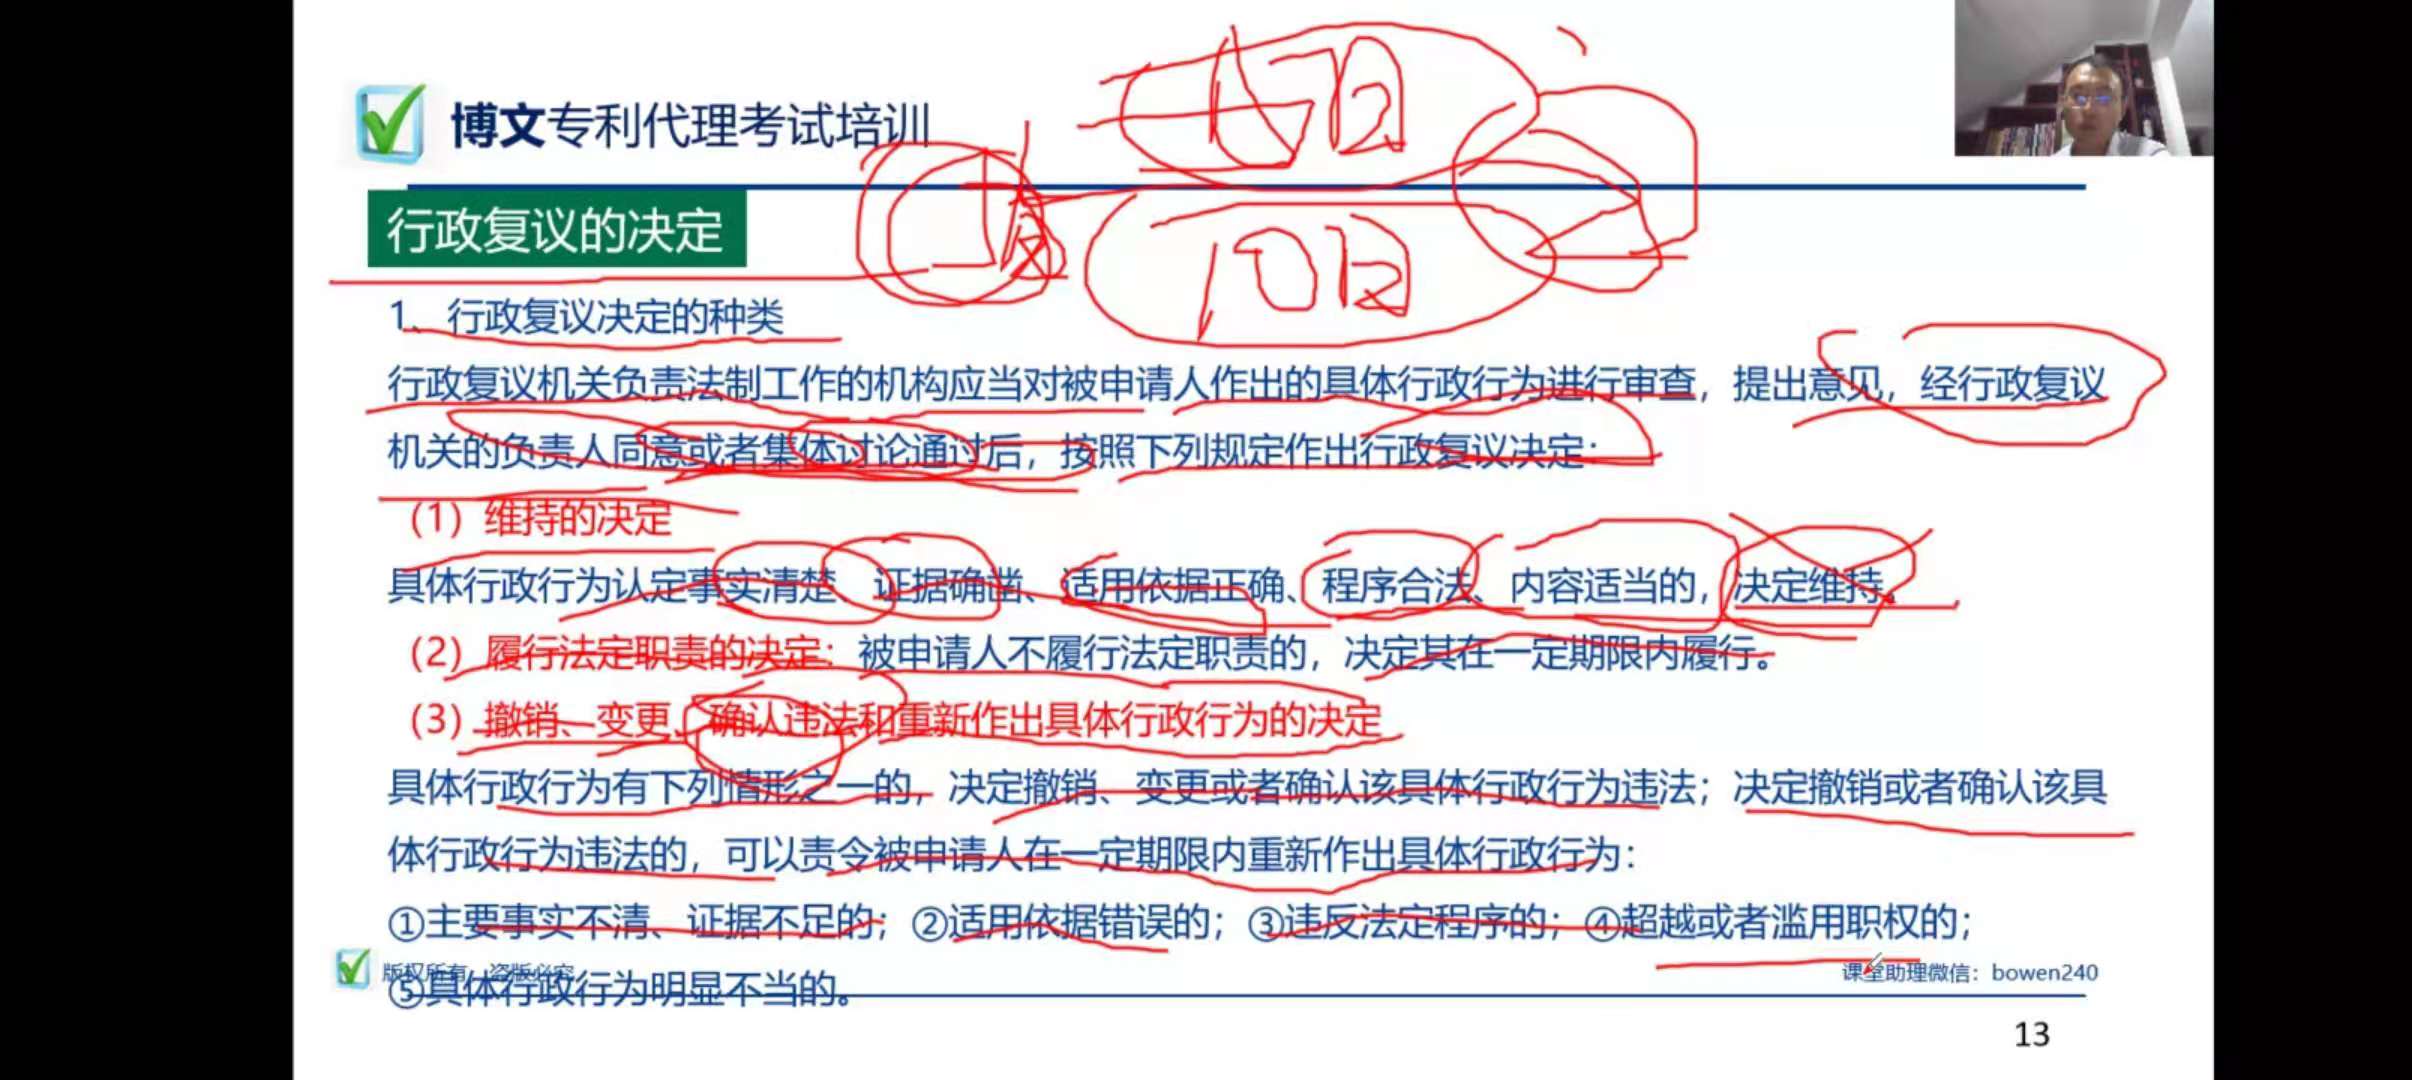 博文专利代理考试培训
行政复议的决定
10日
1、行政复议决定的种类
行政复议机关负责法制工作的机构应当对被申请人作出的具体行政行为进行审查，提出意见，经行政复议
机关的负责人同意或者集体讨论通过后，按照下列规定作出行政复议决定：
（1）维持的决定
具体行政行为认定事实清楚、证据确凿、适用依据正确、程序合法、内容适当的，决定维持。
（2）履行法定职责的决定：被申请人不履行法定职责的，决定其在一定期限内履行。
（3）撤销、变更、确认违法和重新作出具体行政行为的决定
具体行政行为有下列情形之一的，决定撤销、变更或者确认该具体行政行为违法；决定撤销或者确认该具
体行政行为违法的，可以责令被申请人在一定期限内重新作出具体行政行为：
①主要事实不清、证据不足的；②适用依据错误的；③违反法定程序的；④超越或者滥用职权的；
版权所有 盗版必究
课堂助理微信：bowen240
⑤具体行政行为明显不当的。
13